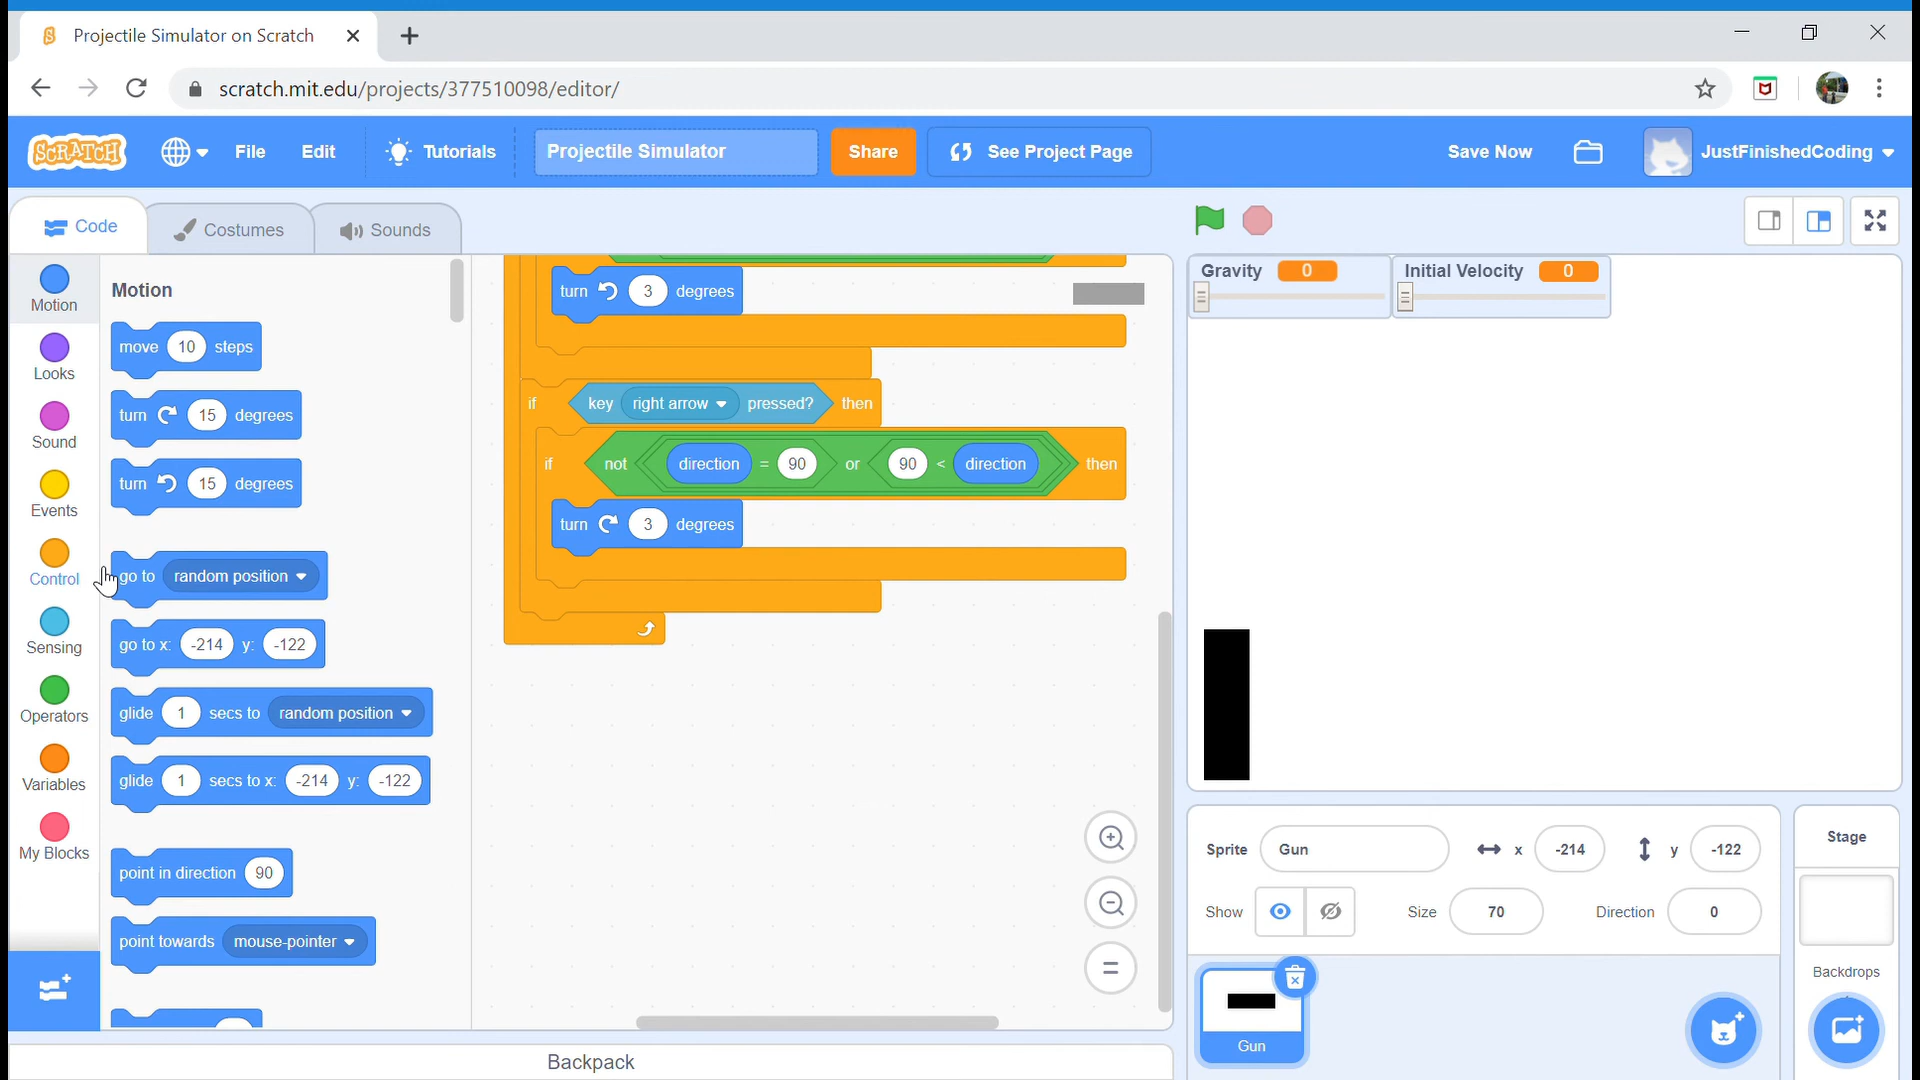 Projectile Simulator on Scratch
scratch.mit.edu/projects/377510098/editor/
SCRATCH File Edit Tutorials Projectile Simulator Share See Project Page Save Now JustFinishedCoding
Code Costumes Sounds
Motion
Looks
Sound
Events
Control
Sensing
Operators
Variables
My Blocks
Motion
move 10 steps
turn 15 degrees
turn 15 degrees
go to random position
go to x: -214 y: -122
glide 1 secs to random position
glide 1 secs to x: -214 y: -122
point in direction 90
point towards mouse-pointer
turn 3 degrees
if key right arrow pressed? then
if not direction = 90 or 90 < direction then
turn 3 degrees
Backpack
Gravity 0 Initial Velocity 0
Sprite Gun x -214 y -122
Show Size 70 Direction 0
Gun
Stage
Backdrops